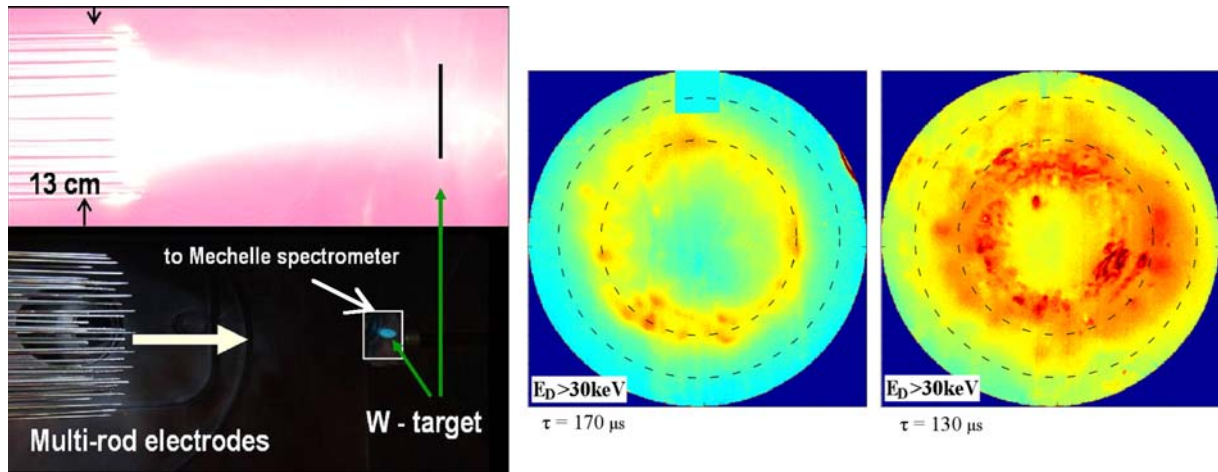 13 cm
to Mechelle spectrometer
W - target
Multi-rod electrodes
E_D>30keV
τ = 170 μs
E_D>30keV
τ = 130 μs